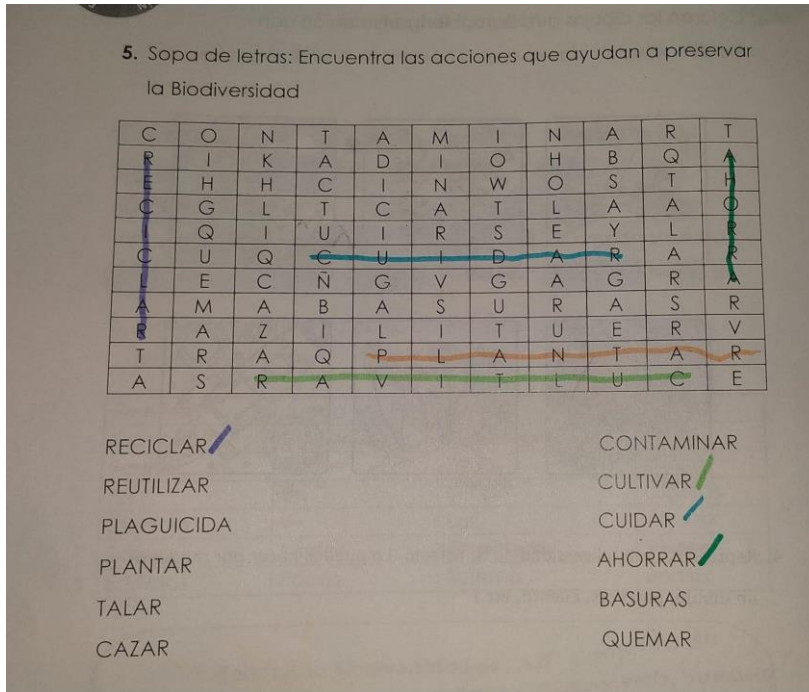 5. Sopa de letras: Encuentra las acciones que ayudan a preservar
la Biodiversidad
C O N T A M I N A R T
R I K A D I O H B Q A
E H H C I N W O S T H
C G L T C A T L A A O
I Q I U I R S E Y L R
C U Q C U I D A R A R
L E C Ñ G V G A G R A
A M A B A S U R A S R
R A Z I L I T U E R V
T R A Q P L A N T A R
A S R A V I T L U C E
RECICLAR CONTAMINAR
REUTILIZAR CULTIVAR
PLAGUICIDA CUIDAR
PLANTAR AHORRAR
TALAR BASURAS
CAZAR QUEMAR